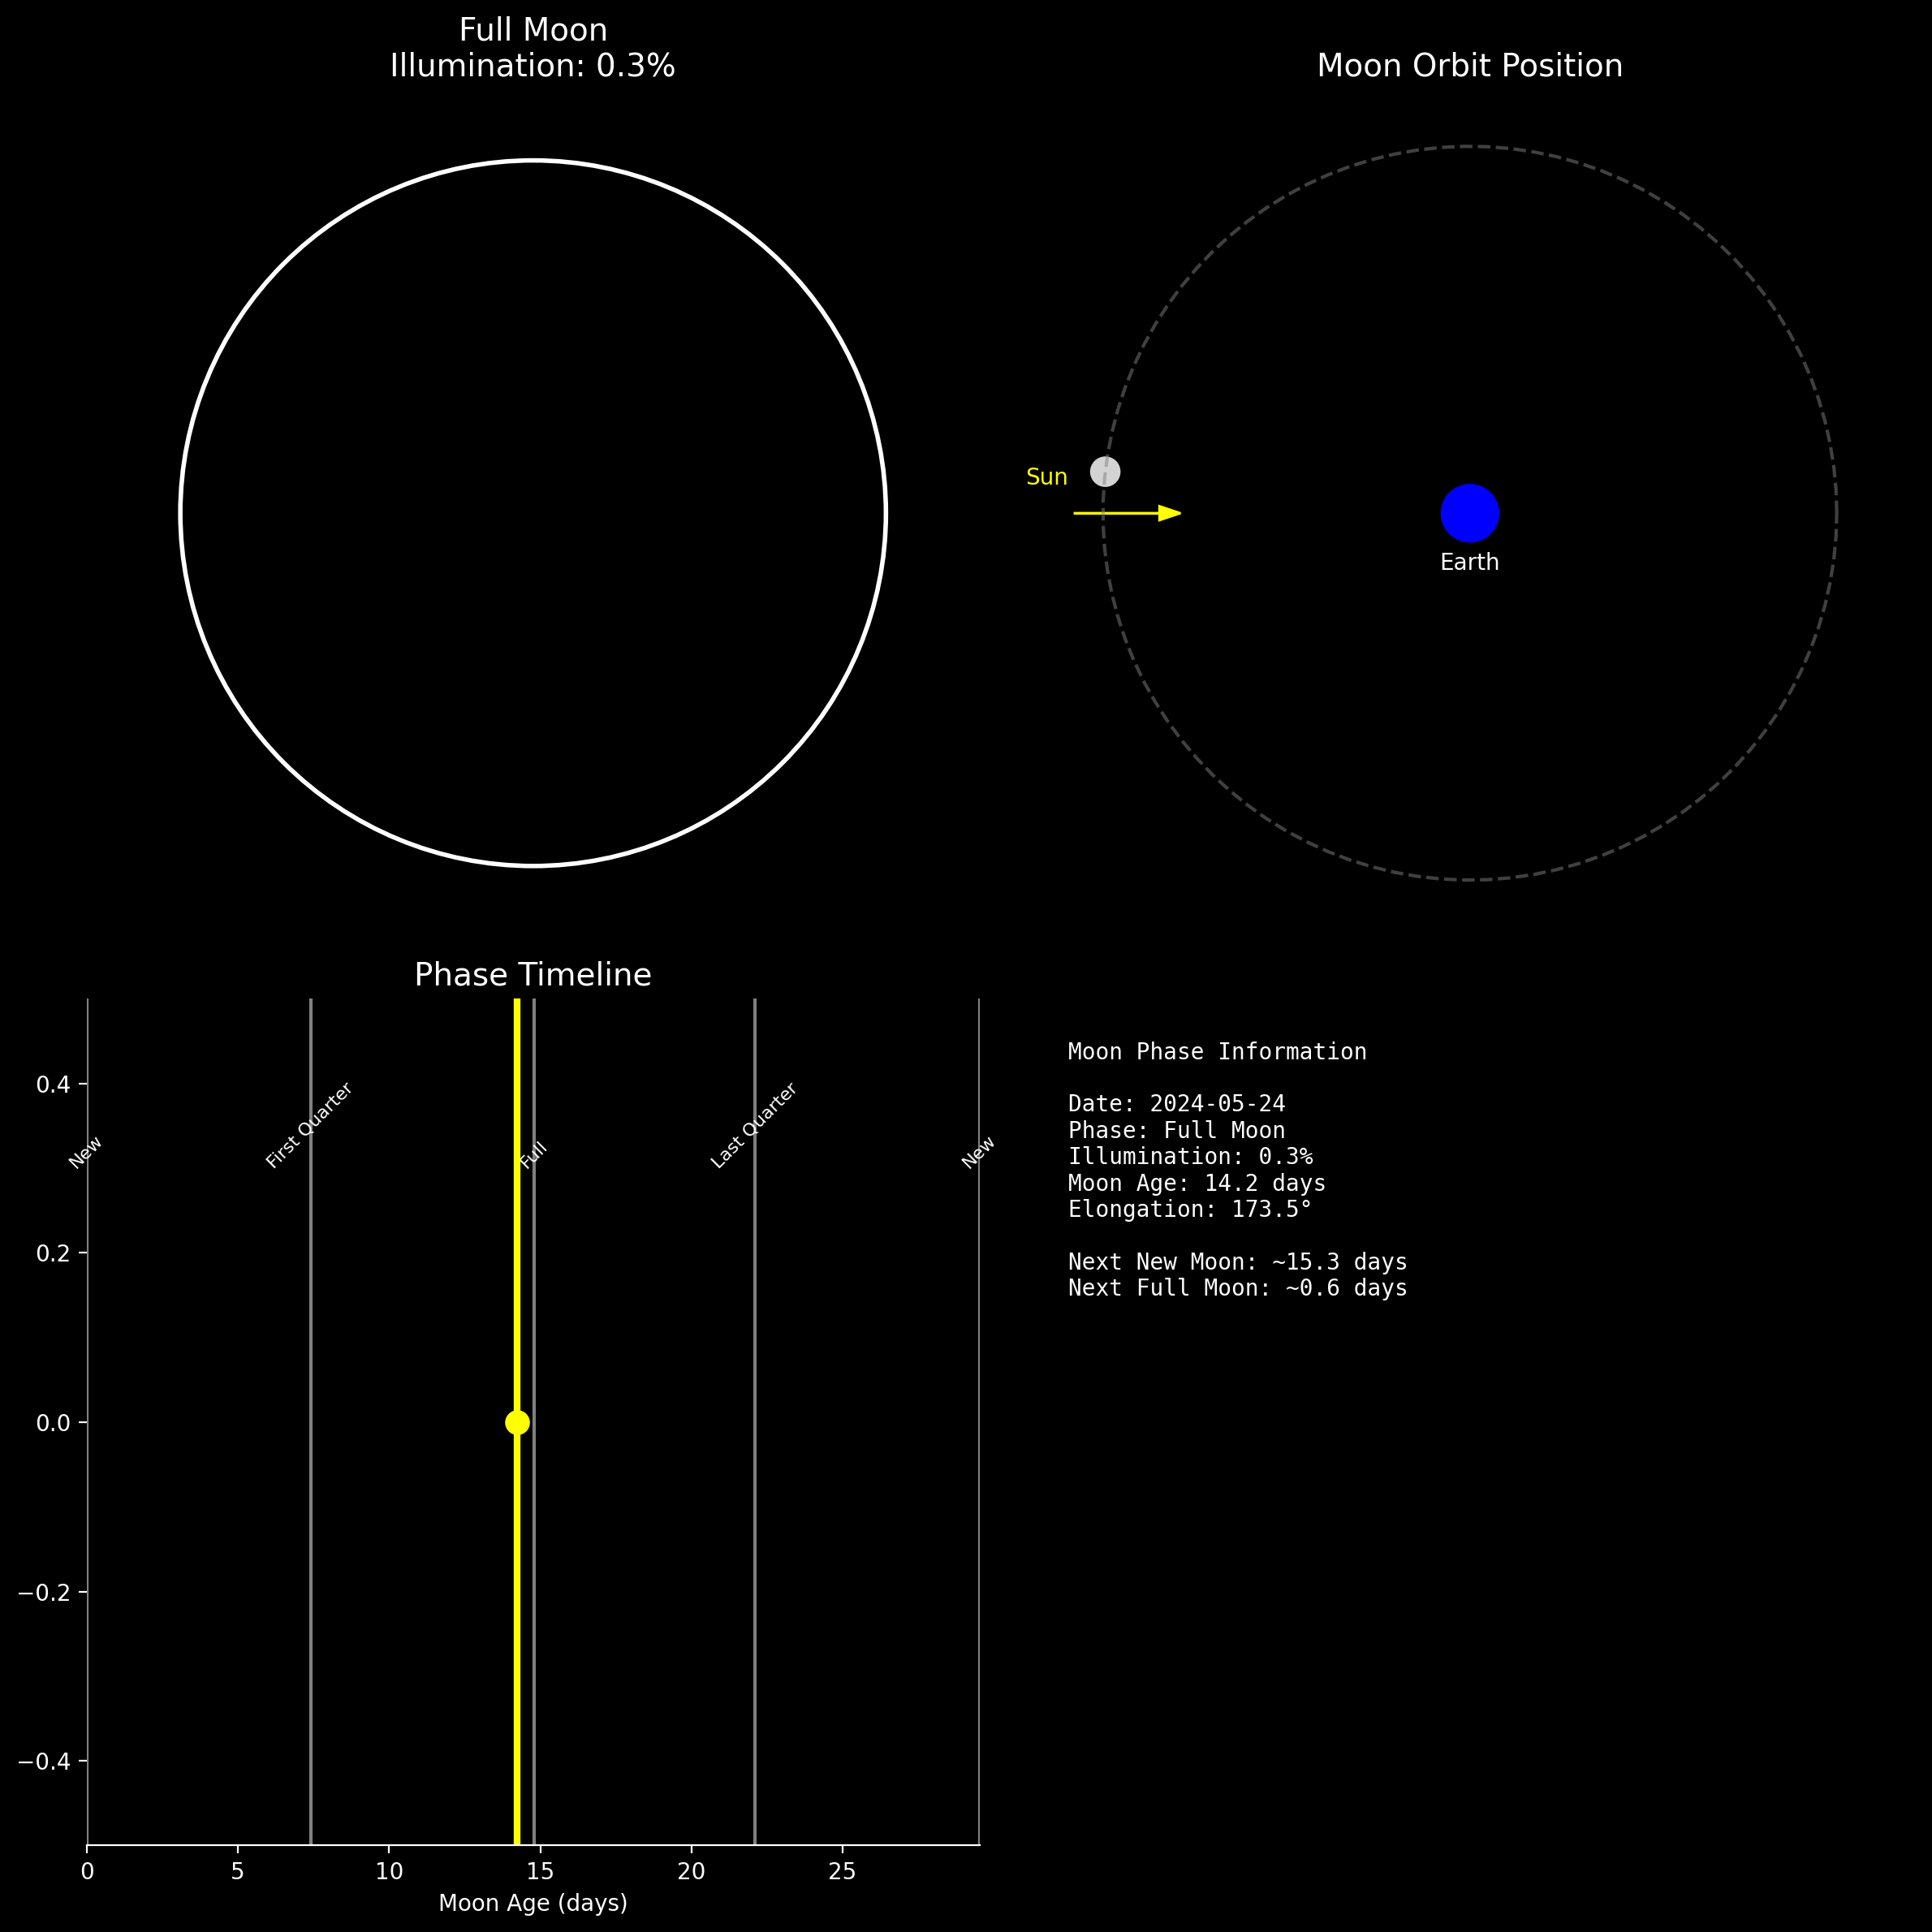 Full Moon
Illumination: 0.3%
Moon Orbit Position
Sun
Earth
Phase Timeline
New
First Quarter
Full
Last Quarter
New
0.4
0.2
0.0
−0.2
−0.4
0
5
10
15
20
25
Moon Age (days)
Moon Phase Information
Date: 2024-05-24
Phase: Full Moon
Illumination: 0.3%
Moon Age: 14.2 days
Elongation: 173.5°
Next New Moon: ~15.3 days
Next Full Moon: ~0.6 days